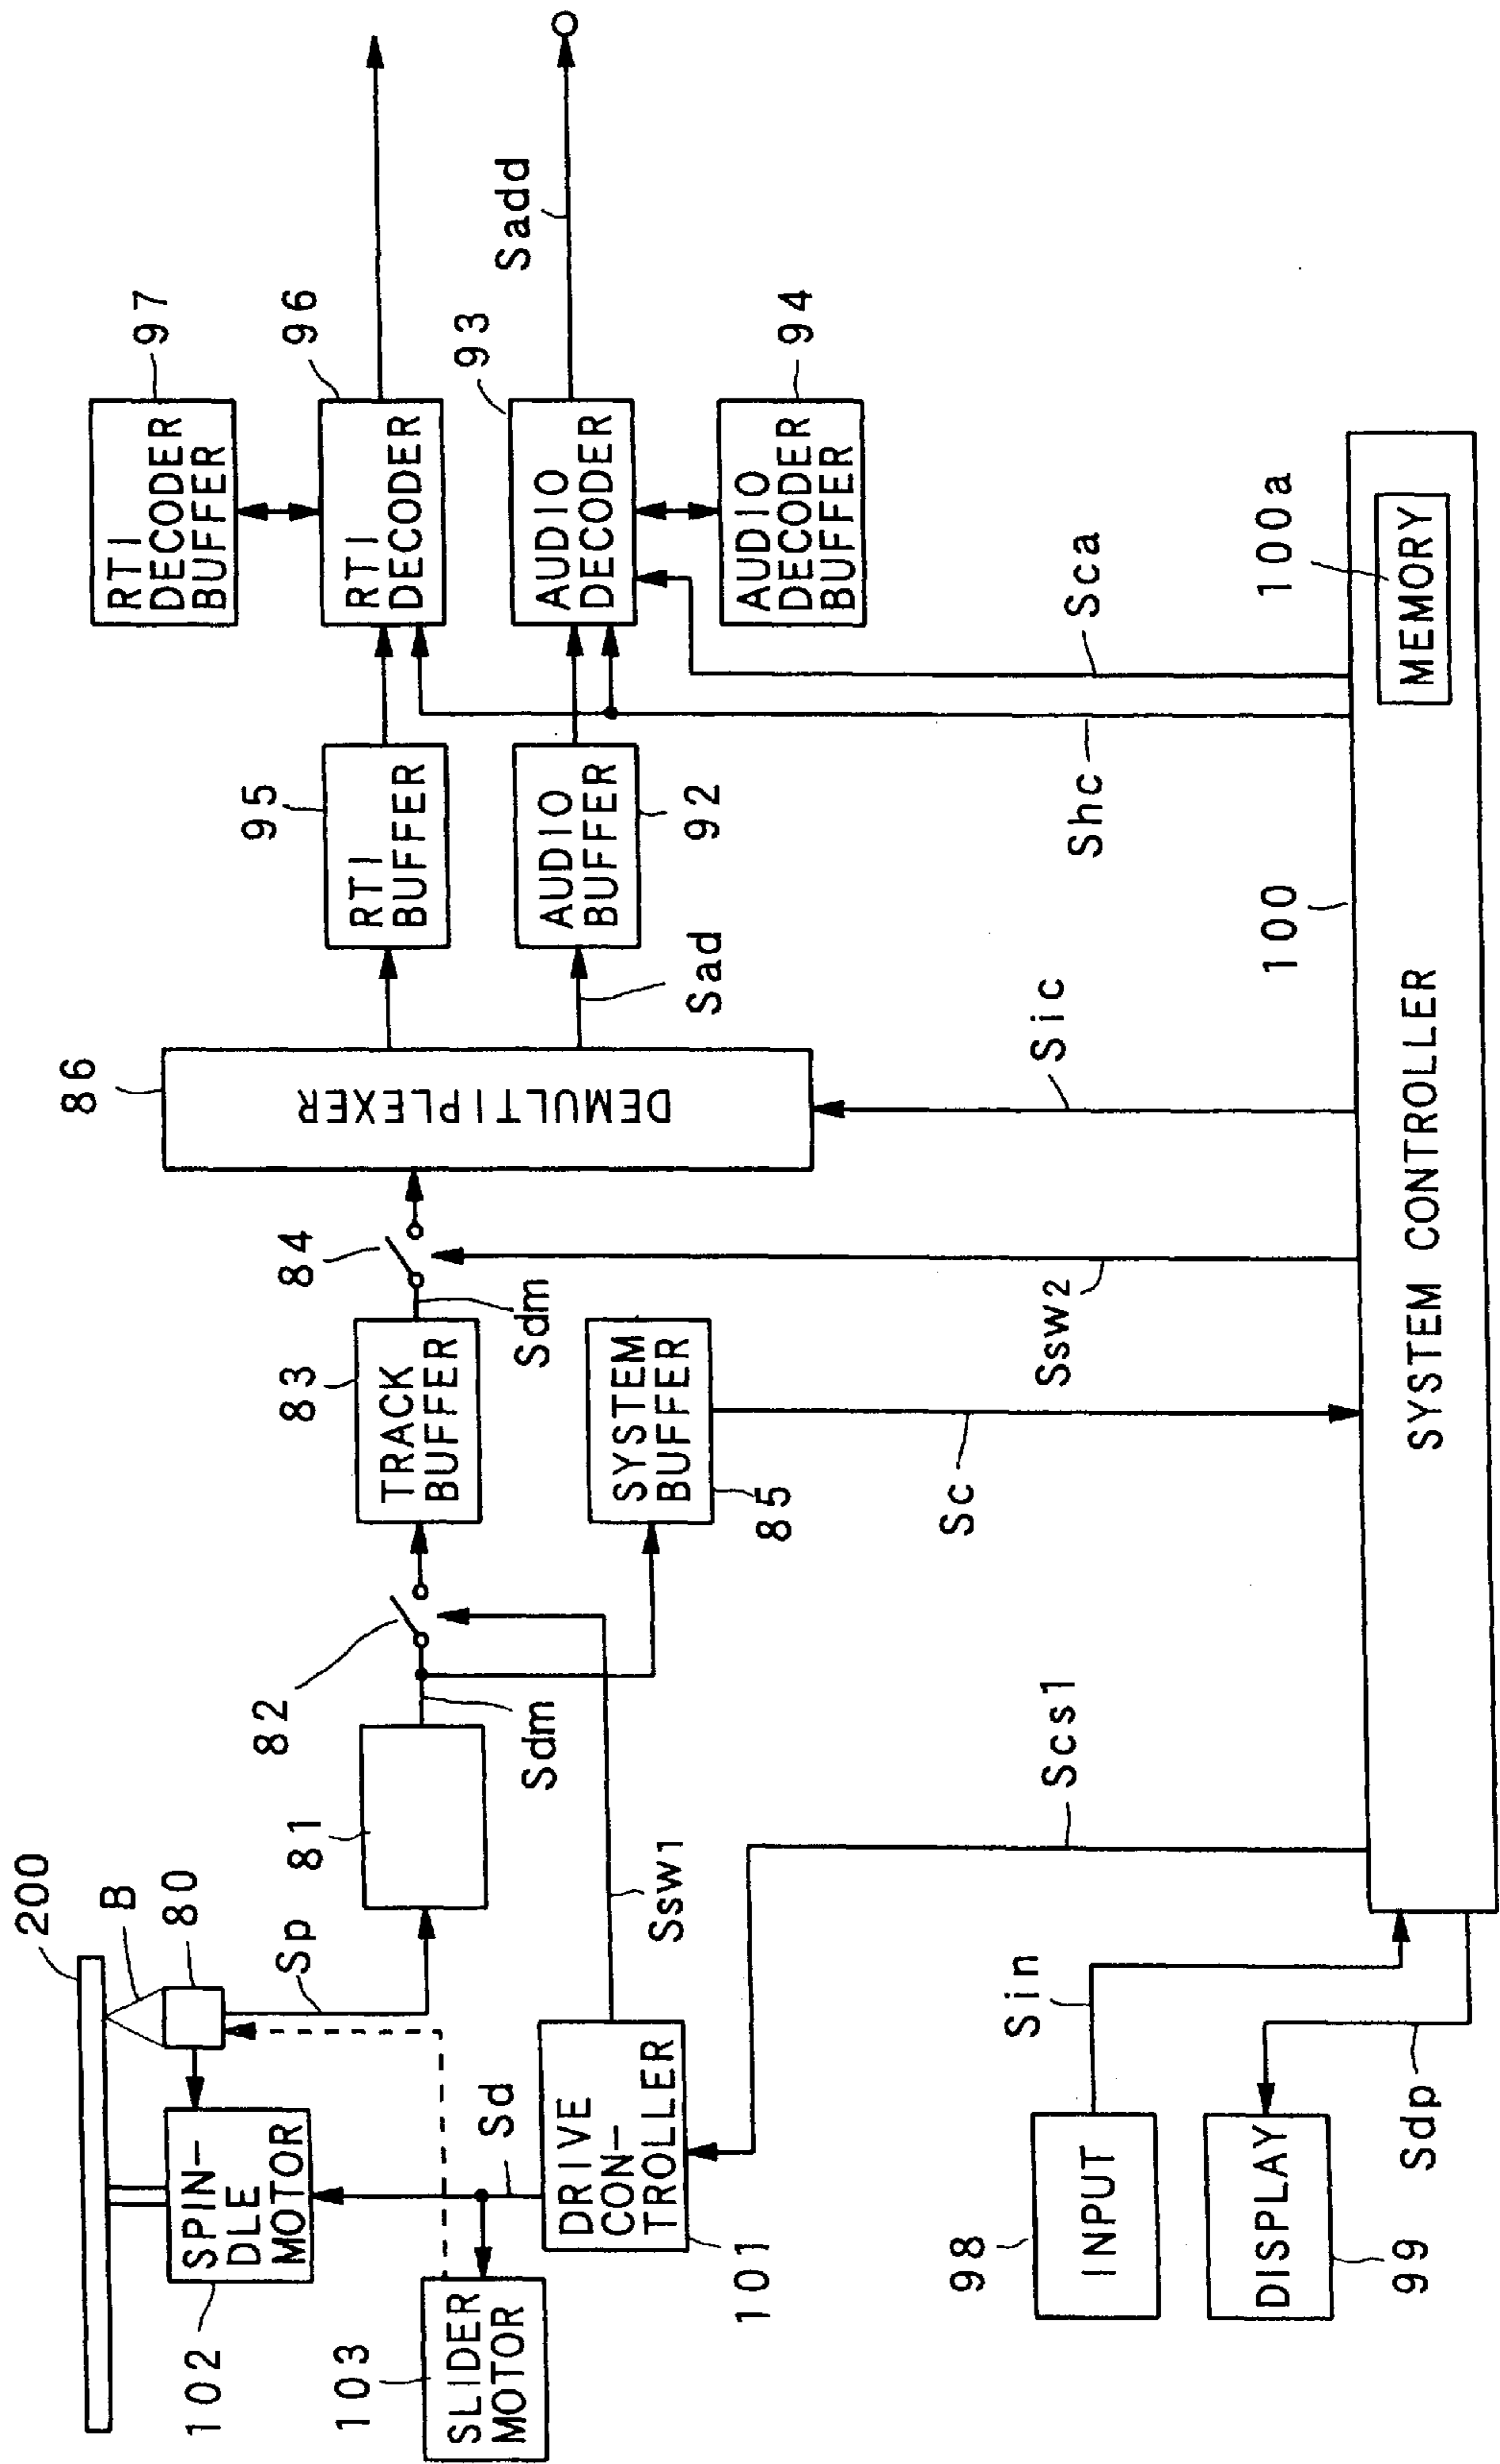 200
B
80
Sp
SPIN-
DLE
MOTOR
102
SLIDER
MOTOR
103
Sd
DRIVE
CON-
TROLLER
101
Ssw1
81
Sdm
82
TRACK
BUFFER
83
Sdm
84
SYSTEM
BUFFER
85
Sc
Ssw2
DEMULTIPLEXER
86
Sic
Sad
RTI
BUFFER
95
AUDIO
BUFFER
92
RTI
DECODER
BUFFER
97
RTI
DECODER
96
AUDIO
DECODER
93
AUDIO
DECODER
BUFFER
94
Sadd
Shc
Sca
Scs1
INPUT
98
Sin
DISPLAY
99
Sdp
SYSTEM CONTROLLER
100
MEMORY
100a